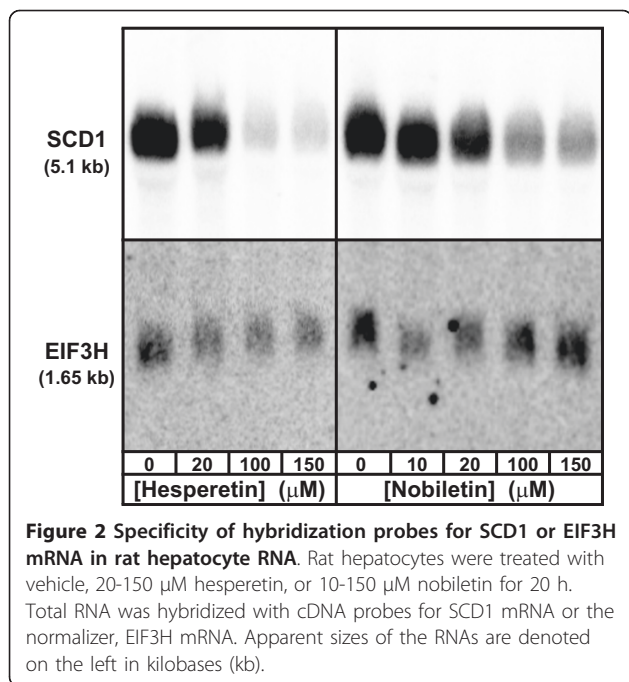 SCD1
(5.1 kb)
EIF3H
(1.65 kb)
0 20 100 150 0 10 20 100 150
[Hesperetin] (μM) [Nobiletin] (μM)
Figure 2 Specificity of hybridization probes for SCD1 or EIF3H
mRNA in rat hepatocyte RNA. Rat hepatocytes were treated with
vehicle, 20-150 μM hesperetin, or 10-150 μM nobiletin for 20 h.
Total RNA was hybridized with cDNA probes for SCD1 mRNA or the
normalizer, EIF3H mRNA. Apparent sizes of the RNAs are denoted
on the left in kilobases (kb).